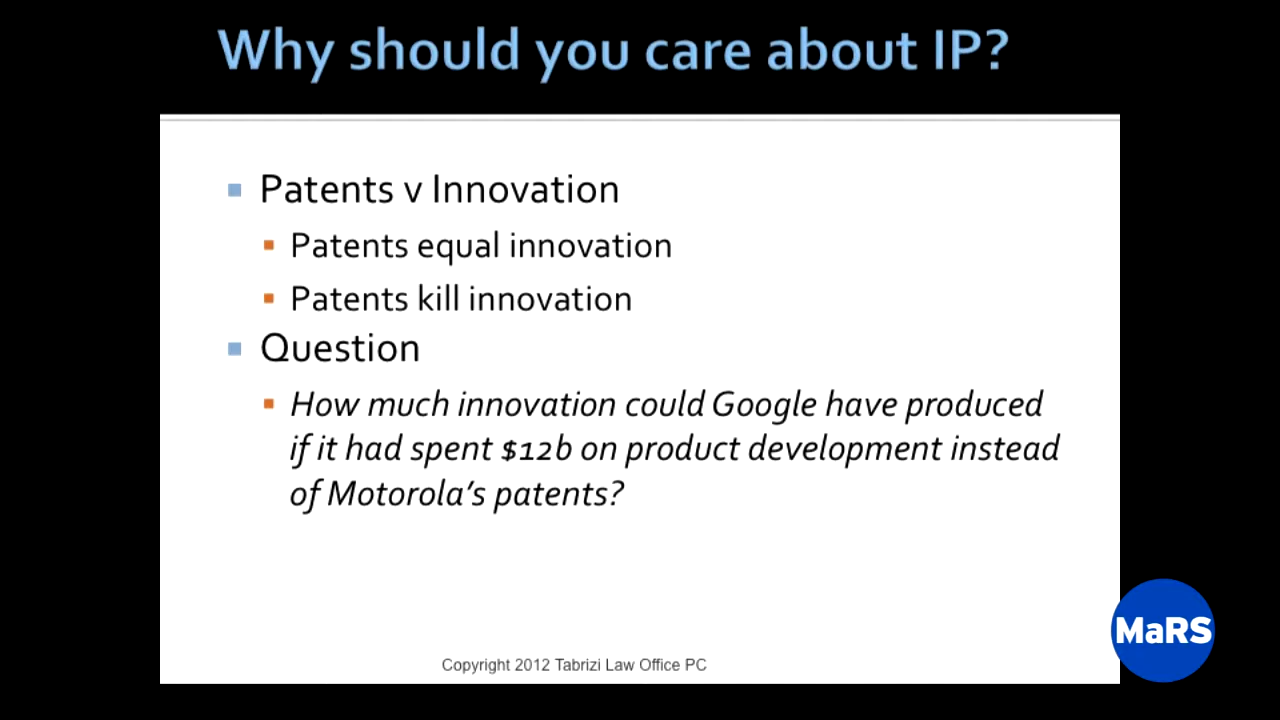 Why should you care about IP?
Patents v Innovation
Patents equal innovation
Patents kill innovation
Question
How much innovation could Google have produced
if it had spent $12b on product development instead
of Motorola's patents?
MaRS
Copyright 2012 Tabrizi Law Office PC